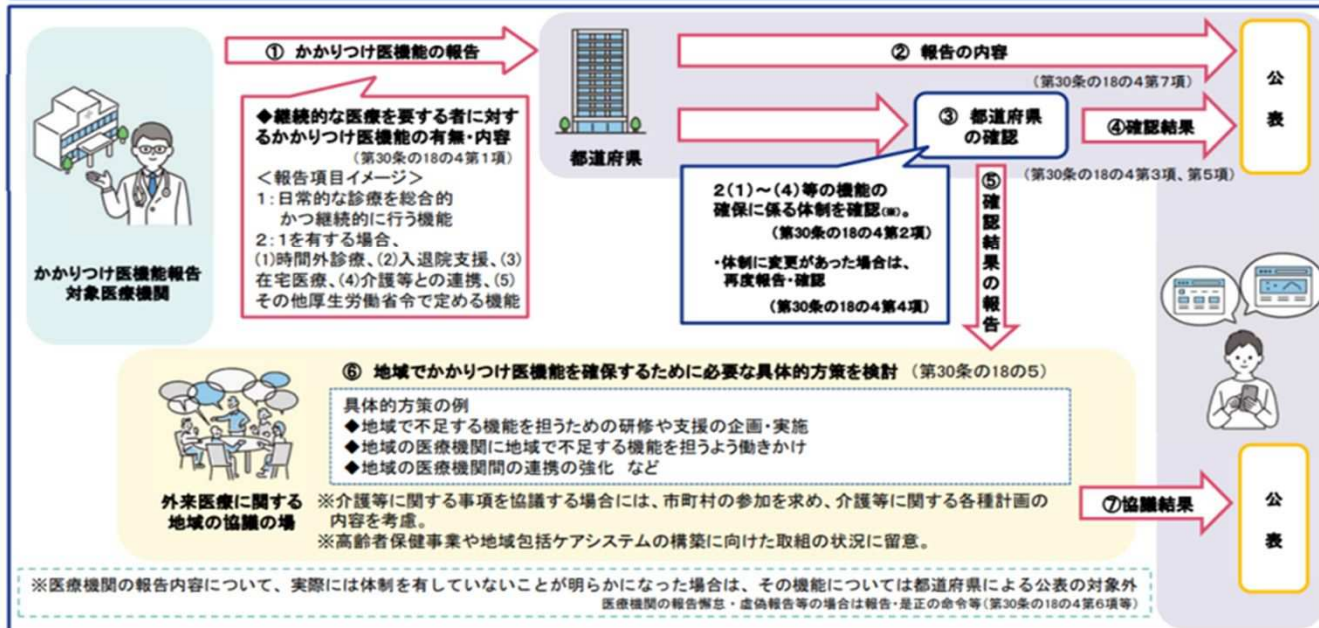 ① かかりつけ医機能の報告
② 報告の内容
(第30条の18の4第7項)
公
表
◆継続的な医療を要する者に対す
るかかりつけ医機能の有無・内容
(第30条の18の4第1項)
<報告項目イメージ>
1:日常的な診療を総合的
かつ継続的に行う機能
2:1を有する場合、
(1)時間外診療、(2)入退院支援、(3)
在宅医療、(4)介護等との連携、(5)
その他厚生労働省令で定める機能
かかりつけ医機能報告
対象医療機関
都道府県
③ 都道府県
の確認
④確認結果
(第30条の18の4第3項、第5項)
2(1)~(4)等の機能の
確保に係る体制を確認(※)。
(第30条の18の4第2項)
・体制に変更があった場合は、
再度報告・確認
(第30条の18の4第4項)
⑤確認結果の報告
⑥ 地域でかかりつけ医機能を確保するために必要な具体的方策を検討 (第30条の18の5)
具体的方策の例
◆地域で不足する機能を担うための研修や支援の企画・実施
◆地域の医療機関に地域で不足する機能を担うよう働きかけ
◆地域の医療機関間の連携の強化 など
外来医療に関する
地域の協議の場
※介護等に関する事項を協議する場合には、市町村の参加を求め、介護等に関する各種計画の
内容を考慮。
※高齢者保健事業や地域包括ケアシステムの構築に向けた取組の状況に留意。
⑦協議結果
公
表
※医療機関の報告内容について、実際には体制を有していないことが明らかになった場合は、その機能については都道府県による公表の対象外
医療機関の報告懈怠・虚偽報告等の場合は報告・是正の命令等(第30条の18の4第6項等)